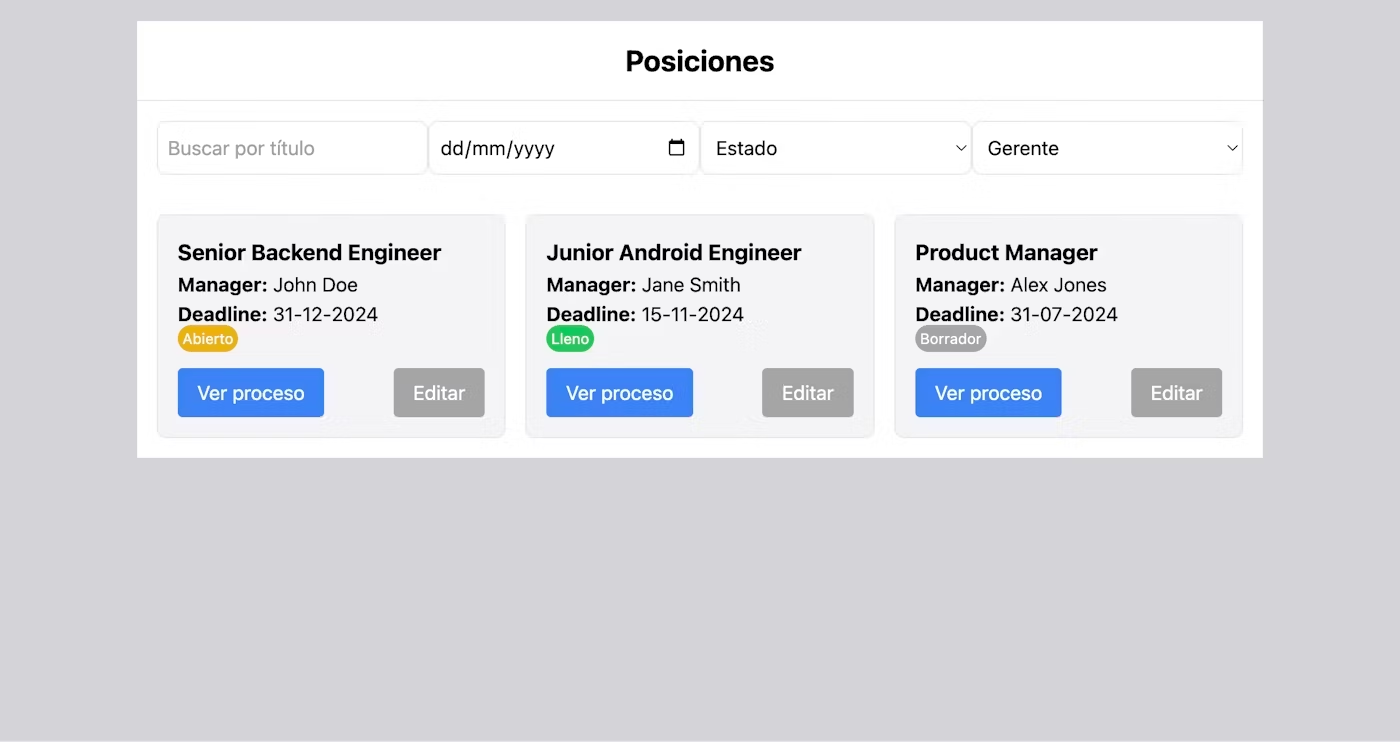 Posiciones
Buscar por título
dd/mm/yyyy
Estado
Gerente
Senior Backend Engineer
Manager: John Doe
Deadline: 31-12-2024
Abierto
Ver proceso
Editar
Junior Android Engineer
Manager: Jane Smith
Deadline: 15-11-2024
Lleno
Ver proceso
Editar
Product Manager
Manager: Alex Jones
Deadline: 31-07-2024
Borrador
Ver proceso
Editar